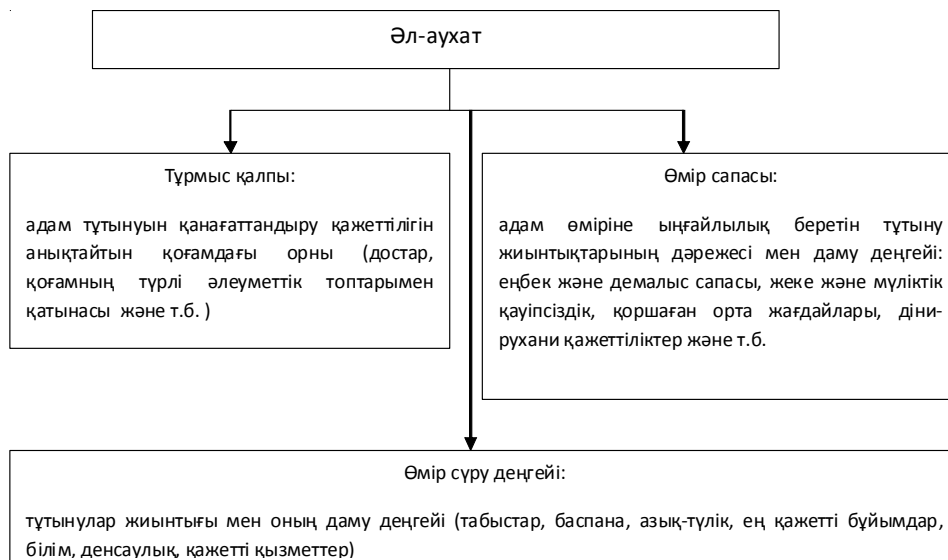 Әл-аухат
Тұрмыс қалпы:
адам тұтынуын қанағаттандыру қажеттілігін
анықтайтын қоғамдағы орны (достар,
қоғамның түрлі әлеуметтік топтарымен
қатынасы және т.б. )
Өмір сапасы:
адам өміріне ыңғайлылық беретін тұтыну
жиынтықтарының дәрежесі мен даму деңгейі:
еңбек және демалыс сапасы, жеке және мүліктік
қауіпсіздік, қоршаған орта жағдайлары, діни-
рухани қажеттіліктер және т.б.
Өмір сүру деңгейі:
тұтынулар жиынтығы мен оның даму деңгейі (табыстар, баспана, азық-түлік, ең қажетті бұйымдар,
білім, денсаулық, қажетті қызметтер)